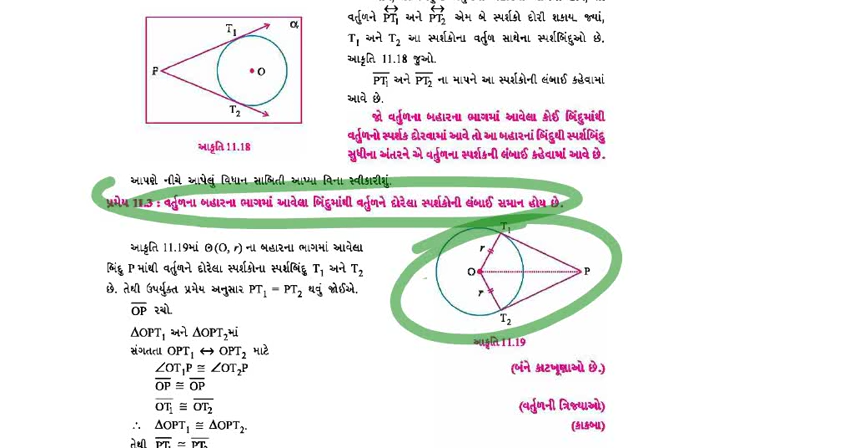 વર્તુળને PT₁ અને PT₂ એમ બે સ્પર્શકો દોરી શકાય. જ્યાં,
T₁ અને T₂ આ સ્પર્શકોના વર્તુળ સાથેના સ્પર્શબિંદુઓ છે.
આકૃતિ 11.18 જુઓ.
PT₁ અને PT₂ ના માપને આ સ્પર્શકોની લંબાઈ કહેવામાં
આવે છે.
જો વર્તુળના બહારના ભાગમાં આવેલા કોઈ બિંદુમાંથી
વર્તુળનો સ્પર્શક દોરવામાં આવે તો આ બહારનાં બિંદુથી સ્પર્શબિંદુ
સુધીના અંતરને એ વર્તુળના સ્પર્શકની લંબાઈ કહેવામાં આવે છે.
T₁
α
P
O
T₂
આકૃતિ 11.18
આપણે નીચે આપેલું વિધાન સાબિતી આપ્યા વિના સ્વીકારીશું.
પ્રમેય 11.3 : વર્તુળના બહારના ભાગમાં આવેલા બિંદુમાંથી વર્તુળને દોરેલા સ્પર્શકોની લંબાઈ સમાન હોય છે.
આકૃતિ 11.19માં ʘ(O, r) ના બહારના ભાગમાં આવેલા
બિંદુ P માંથી વર્તુળને દોરેલા સ્પર્શકોના સ્પર્શબિંદુ T₁ અને T₂
છે. તેથી ઉપર્યુક્ત પ્રમેય અનુસાર PT₁ = PT₂ થવું જોઈએ.
OP રચો.
T₁
r
O
P
r
T₂
આકૃતિ 11.19
ΔOPT₁ અને ΔOPT₂માં
સંગતતા OPT₁ ↔ OPT₂ માટે
∠OT₁P ≅ ∠OT₂P (બંને કાટખૂણાઓ છે.)
OP ≅ OP
OT₁ ≅ OT₂ (વર્તુળની ત્રિજ્યાઓ)
∴ ΔOPT₁ ≅ ΔOPT₂. (કાકબા)
તેથી PT₁ ≅ PT₂